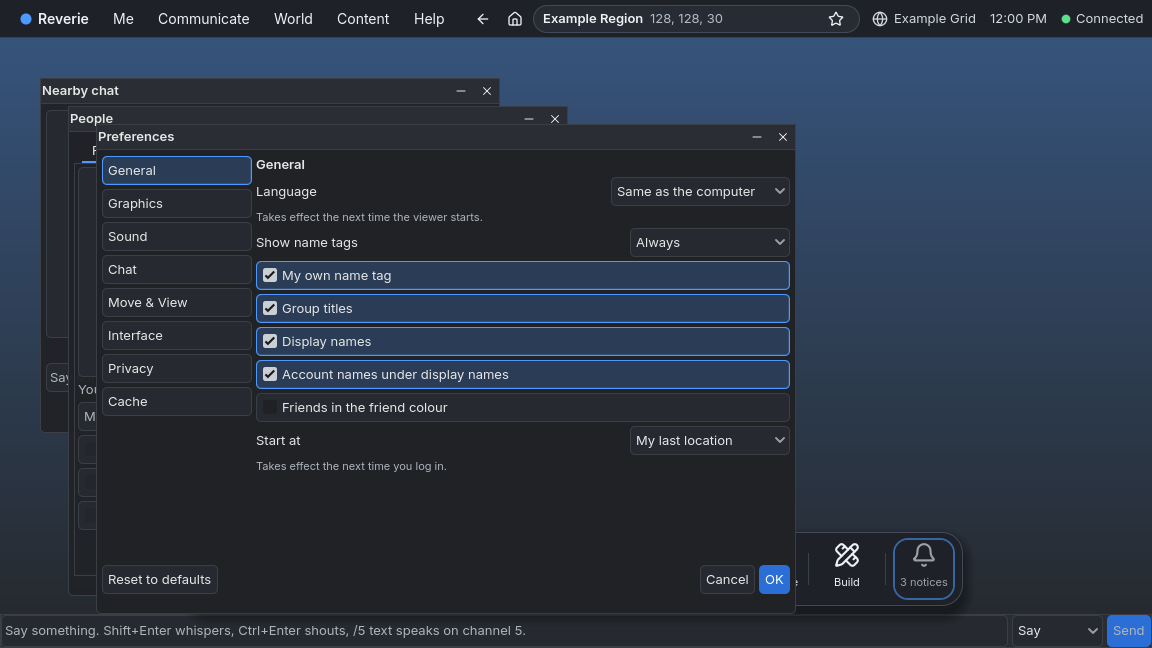 Reverie Me Communicate World Content Help Example Region 128, 128, 30 Example Grid 12:00 PM Connected
Nearby chat
People
Preferences
General
Graphics
Sound
Chat
Move & View
Interface
Privacy
Cache
General
Language Same as the computer
Takes effect the next time the viewer starts.
Show name tags Always
My own name tag
Group titles
Display names
Account names under display names
Friends in the friend colour
Start at My last location
Takes effect the next time you log in.
Reset to defaults Cancel OK
Build 3 notices
Say something. Shift+Enter whispers, Ctrl+Enter shouts, /5 text speaks on channel 5. Say Send